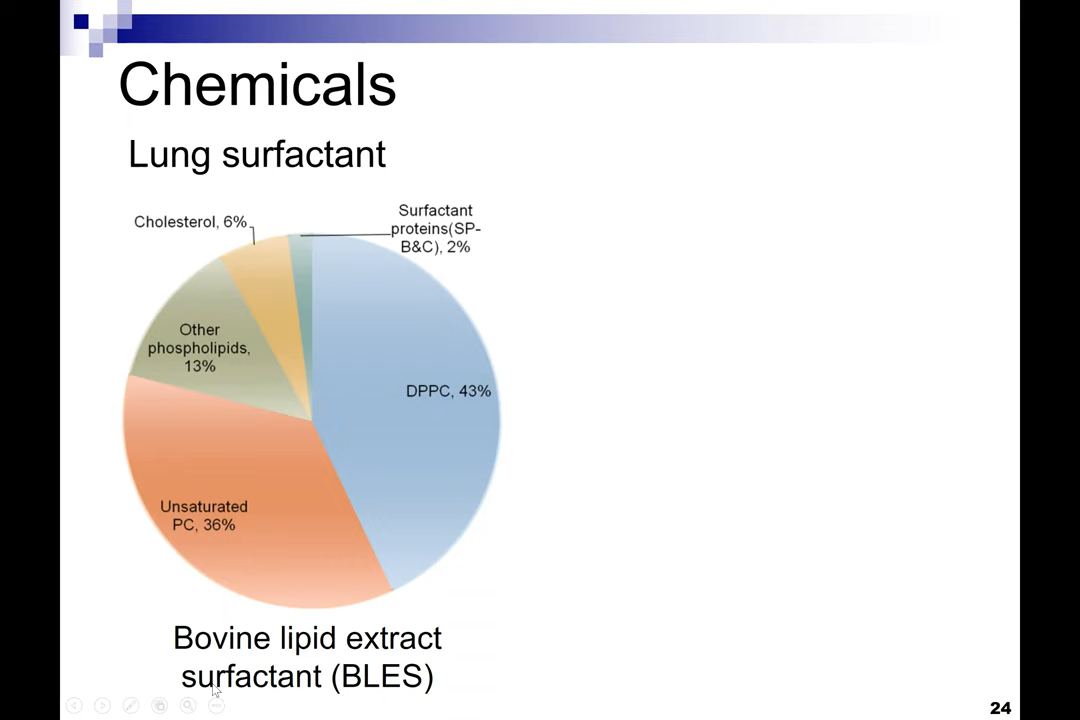 Chemicals
Lung surfactant
Cholesterol, 6%
Surfactant
proteins(SP-
B&C), 2%
Other
phospholipids,
13%
DPPC, 43%
Unsaturated
PC, 36%
Bovine lipid extract
surfactant (BLES)
24